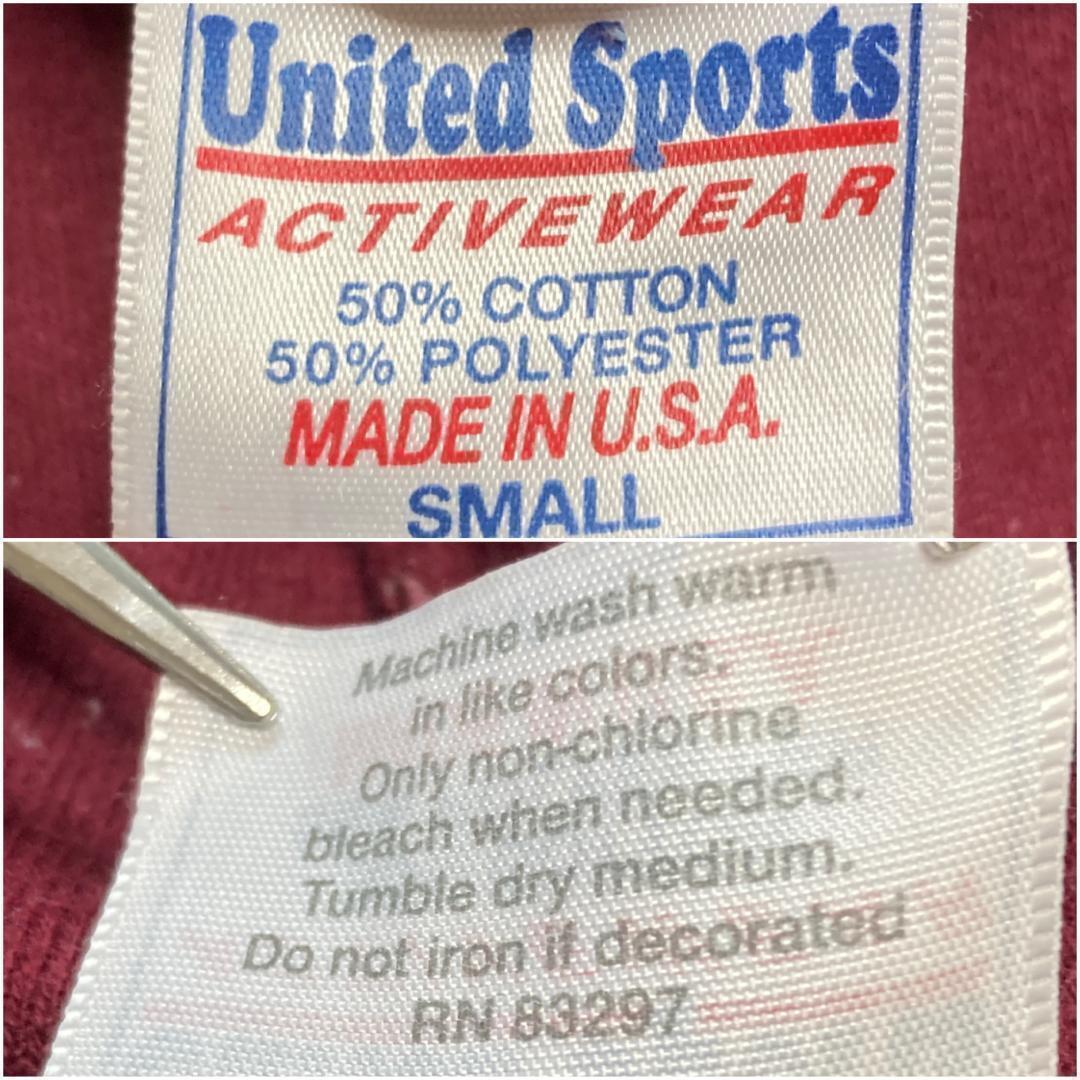 United Sports
ACTIVEWEAR
50% COTTON
50% POLYESTER
MADE IN U.S.A.
SMALL
Machine wash warm
in like colors.
Only non-chlorine
bleach when needed.
Tumble dry medium.
Do not iron if decorated
RN 83297